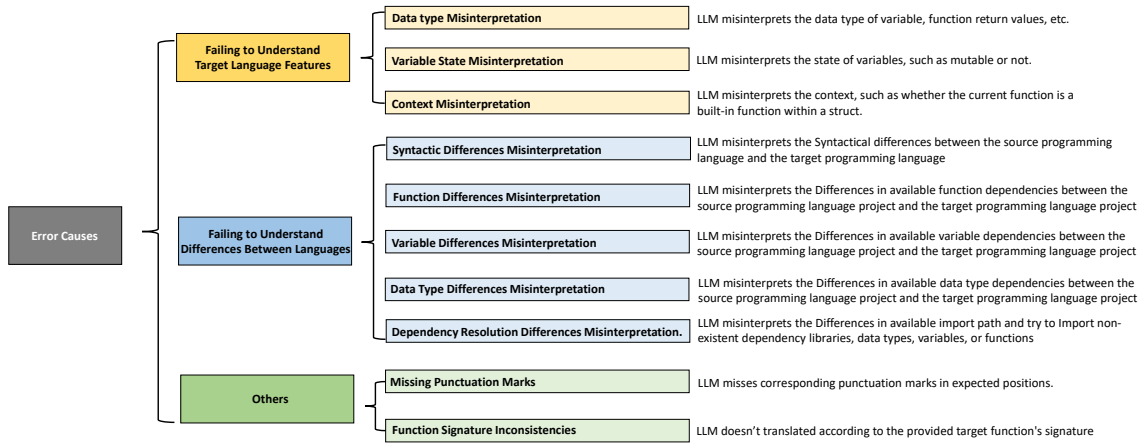 Error Causes
Failing to Understand
Target Language Features
Data type Misinterpretation
LLM misinterprets the data type of variable, function return values, etc.
Variable State Misinterpretation
LLM misinterprets the state of variables, such as mutable or not.
Context Misinterpretation
LLM misinterprets the context, such as whether the current function is a
built-in function within a struct.
Failing to Understand
Differences Between Languages
Syntactic Differences Misinterpretation
LLM misinterprets the Syntactical differences between the source programming
language and the target programming language
Function Differences Misinterpretation
LLM misinterprets the Differences in available function dependencies between the
source programming language project and the target programming language project
Variable Differences Misinterpretation
LLM misinterprets the Differences in available variable dependencies between the
source programming language project and the target programming language project
Data Type Differences Misinterpretation
LLM misinterprets the Differences in available data type dependencies between the
source programming language project and the target programming language project
Dependency Resolution Differences Misinterpretation.
LLM misinterprets the Differences in available import path and try to Import non-
existent dependency libraries, data types, variables, or functions
Others
Missing Punctuation Marks
LLM misses corresponding punctuation marks in expected positions.
Function Signature Inconsistencies
LLM doesn't translated according to the provided target function's signature